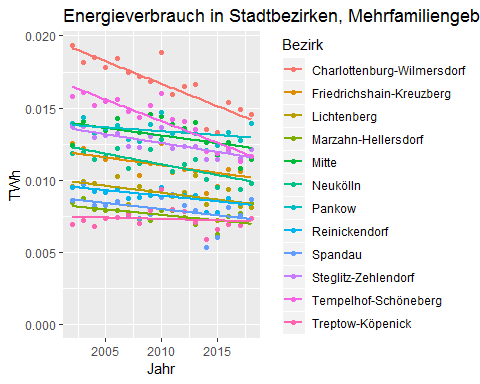 Energieverbrauch in Stadtbezirken, Mehrfamiliengeb
TWh
0.020
0.015
0.010
0.005
0.000
2005 2010 2015
Jahr
Bezirk
Charlottenburg-Wilmersdorf
Friedrichshain-Kreuzberg
Lichtenberg
Marzahn-Hellersdorf
Mitte
Neukölln
Pankow
Reinickendorf
Spandau
Steglitz-Zehlendorf
Tempelhof-Schöneberg
Treptow-Köpenick